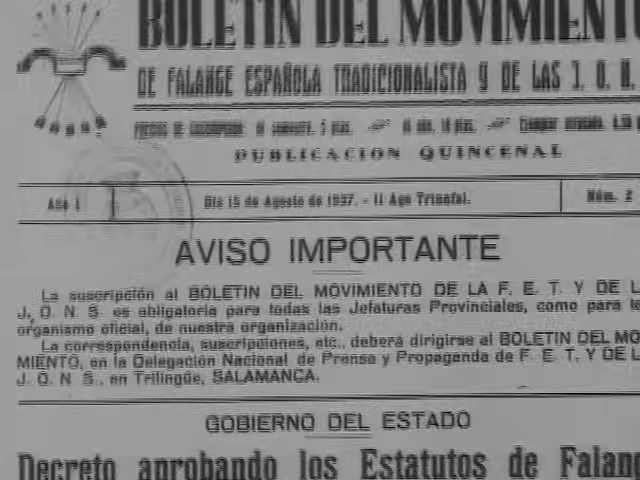 BOLETIN DEL MOVIMIENTO
DE FALANGE ESPAÑOLA TRADICIONALISTA Y DE LAS J. O. N.
PUBLICACION QUINCENAL
Año I
Día 15 de Agosto de 1937. - II Año Triunfal.
Núm. 2
AVISO IMPORTANTE
La suscripción al BOLETIN DEL MOVIMIENTO DE LA F. E. T. Y DE L
J. O. N S. es obligatoria para todas las Jefaturas Provinciales, como para
organismo oficial, de nuestra organización.
La correspondencia, suscripciones, etc., deberá dirigirse al BOLETIN DEL MO
MIENTO, en la Delegación Nacional de Prensa y Propaganda de F. E. T. Y DE L
J. O. N S., en Trilingüe, SALAMANCA.
GOBIERNO DEL ESTADO
Decreto aprobando los Estatutos de Falang